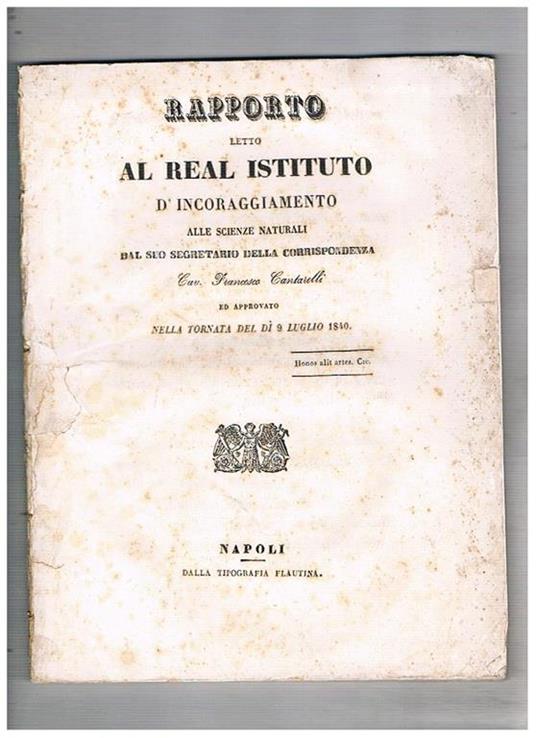 RAPPORTO
LETTO
AL REAL ISTITUTO
D' INCORAGGIAMENTO
ALLE SCIENZE NATURALI
DAL SUO SEGRETARIO DELLA CORRISPONDENZA
Cav. Francesco Cantarelli
ED APPROVATO
NELLA TORNATA DEL DÌ 9 LUGLIO 1840.
Honos alit artes. Cic.
NAPOLI
DALLA TIPOGRAFIA FLAUTINA.